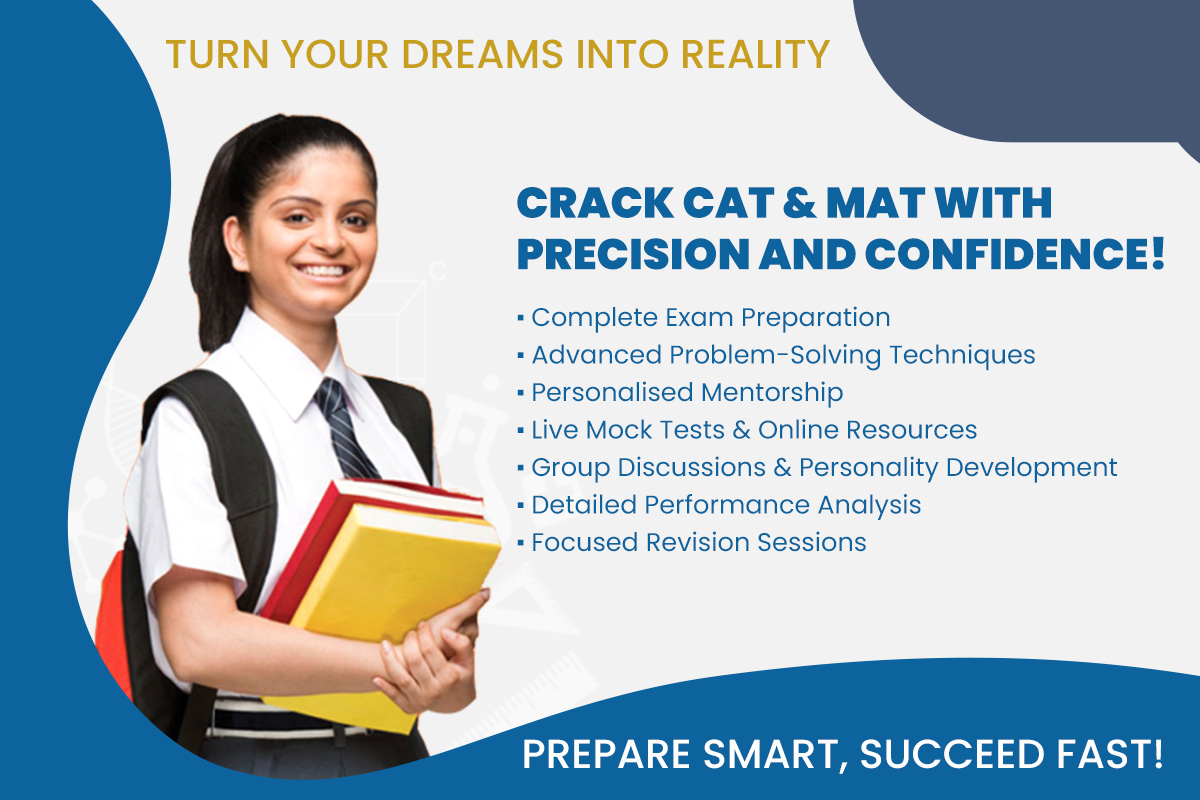 TURN YOUR DREAMS INTO REALITY
CRACK CAT & MAT WITH
PRECISION AND CONFIDENCE!
▪ Complete Exam Preparation
▪ Advanced Problem-Solving Techniques
▪ Personalised Mentorship
▪ Live Mock Tests & Online Resources
▪ Group Discussions & Personality Development
▪ Detailed Performance Analysis
▪ Focused Revision Sessions
PREPARE SMART, SUCCEED FAST!
C